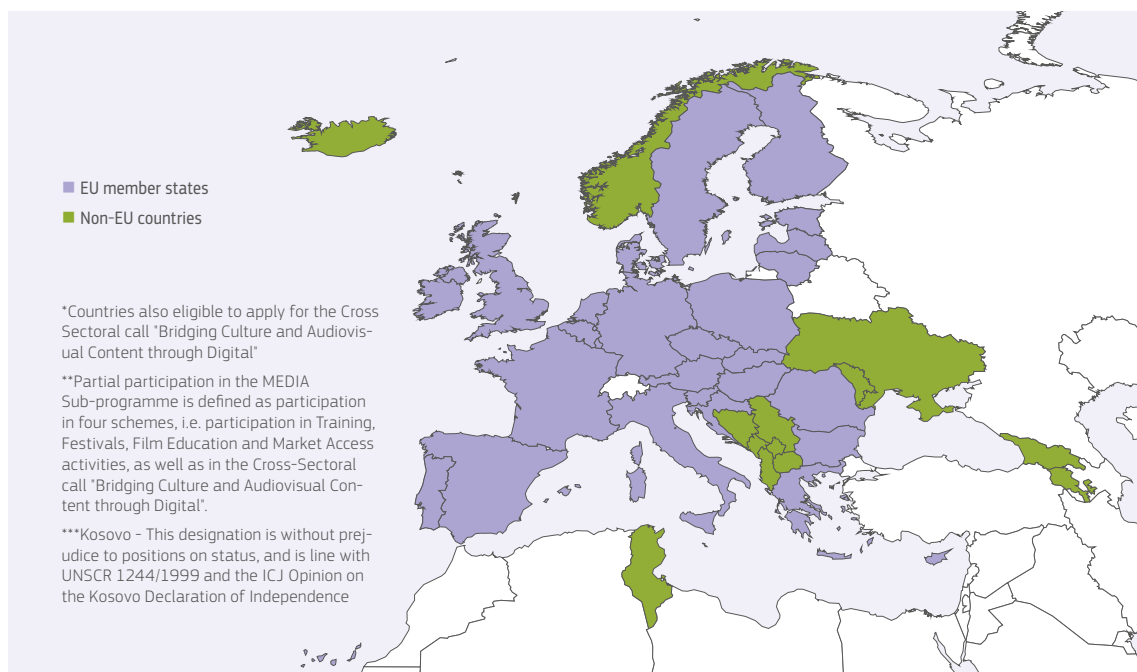 EU member states
Non-EU countries
*Countries also eligible to apply for the Cross
Sectoral call "Bridging Culture and Audiovis-
ual Content through Digital"
**Partial participation in the MEDIA
Sub-programme is defined as participation
in four schemes, i.e. participation in Training,
Festivals, Film Education and Market Access
activities, as well as in the Cross-Sectoral
call "Bridging Culture and Audiovisual Con-
tent through Digital".
***Kosovo - This designation is without prej-
udice to positions on status, and is line with
UNSCR 1244/1999 and the ICJ Opinion on
the Kosovo Declaration of Independence